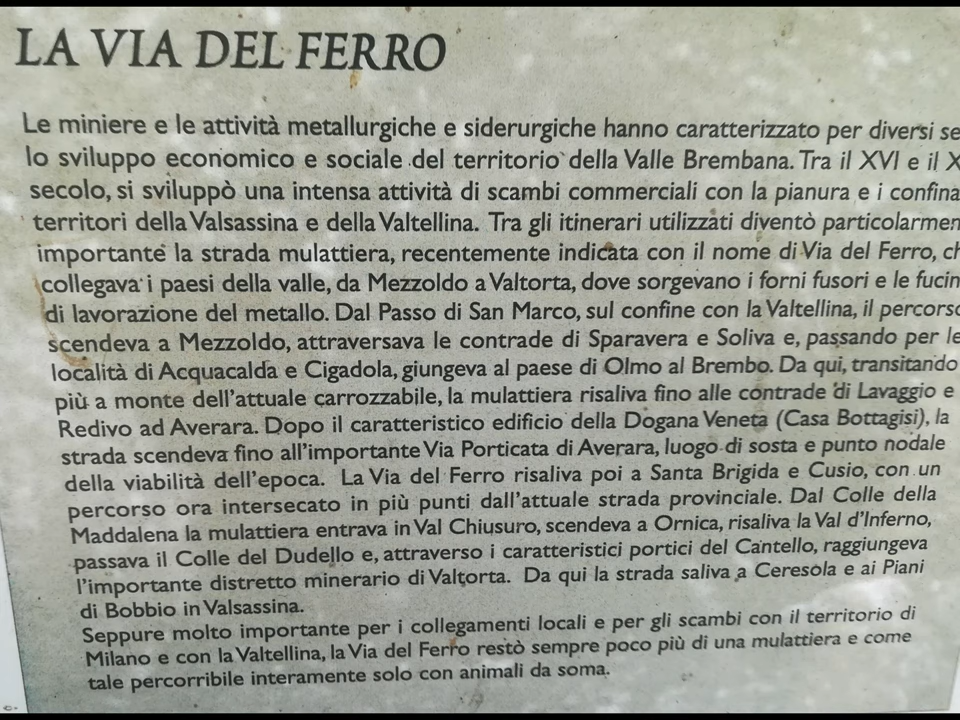 LA VIA DEL FERRO
Le miniere e le attività metallurgiche e siderurgiche hanno caratterizzato per diversi se
lo sviluppo economico e sociale del territorio della Valle Brembana. Tra il XVI e il X
secolo, si sviluppò una intensa attività di scambi commerciali con la pianura e i confina
territori della Valsassina e della Valtellina. Tra gli itinerari utilizzati diventò particolarmen
importante la strada mulattiera, recentemente indicata con il nome di Via del Ferro, ch
collegava i paesi della valle, da Mezzoldo a Valtorta, dove sorgevano i forni fusori e le fucin
di lavorazione del metallo. Dal Passo di San Marco, sul confine con la Valtellina, il percorso
scendeva a Mezzoldo, attraversava le contrade di Sparavera e Soliva e, passando per le
località di Acquacalda e Cigadola, giungeva al paese di Olmo al Brembo. Da qui, transitando
più a monte dell'attuale carrozzabile, la mulattiera risaliva fino alle contrade di Lavaggio e
Redivo ad Averara. Dopo il caratteristico edificio della Dogana Veneta (Casa Bottagisi), la
strada scendeva fino all'importante Via Porticata di Averara, luogo di sosta e punto nodale
della viabilità dell'epoca. La Via del Ferro risaliva poi a Santa Brigida e Cusio, con un
percorso ora intersecato in più punti dall'attuale strada provinciale. Dal Colle della
Maddalena la mulattiera entrava in Val Chiusuro, scendeva a Ornica, risaliva la Val d'Inferno,
passava il Colle del Dudello e, attraverso i caratteristici portici del Cantello, raggiungeva
l'importante distretto minerario di Valtorta. Da qui la strada saliva a Ceresola e ai Piani
di Bobbio in Valsassina.
Seppure molto importante per i collegamenti locali e per gli scambi con il territorio di
Milano e con la Valtellina, la Via del Ferro restò sempre poco più di una mulattiera e come
tale percorribile interamente solo con animali da soma.